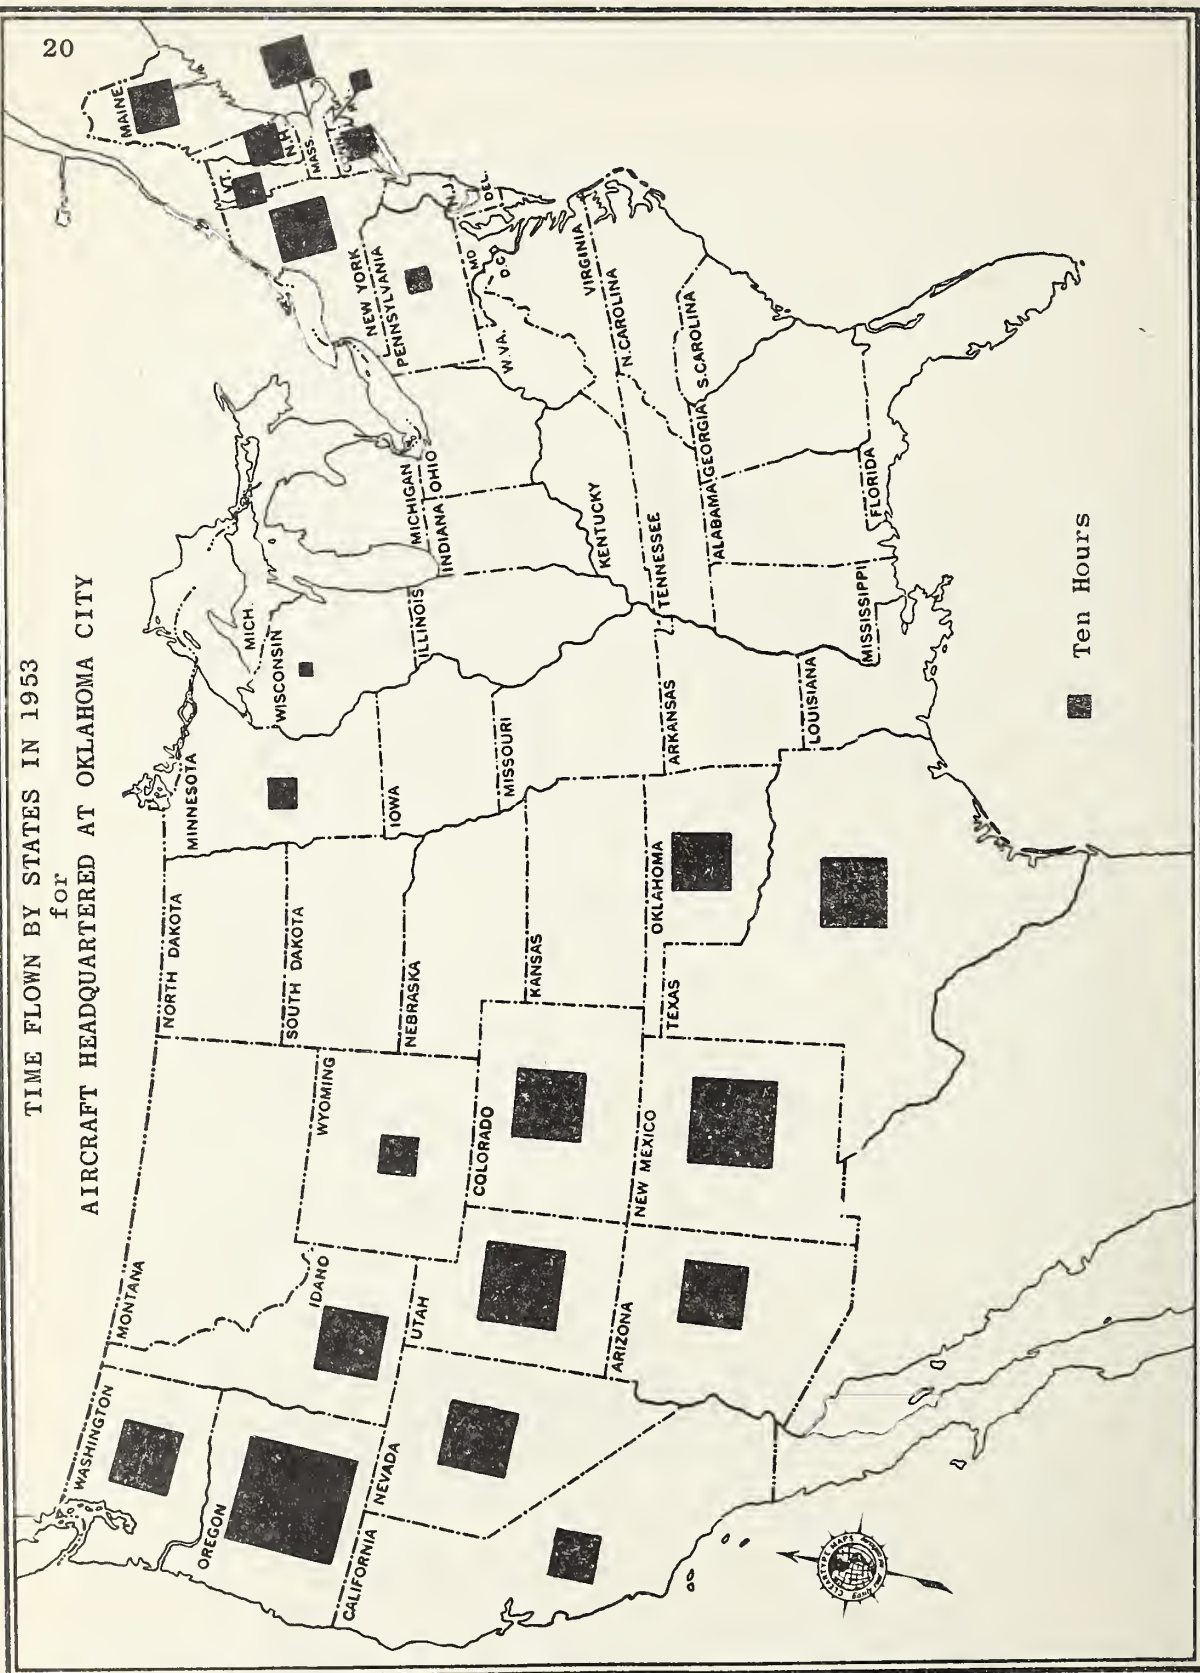 20
TIME FLOWN BY STATES IN 1953
for
AIRCRAFT HEADQUARTERED AT OKLAHOMA CITY
WASHINGTON
OREGON
CALIFORNIA
NEVADA
IDAHO
MONTANA
WYOMING
UTAH
ARIZONA
COLORADO
NEW MEXICO
NORTH DAKOTA
SOUTH DAKOTA
NEBRASKA
KANSAS
OKLAHOMA
TEXAS
MINNESOTA
IOWA
MISSOURI
ARKANSAS
LOUISIANA
WISCONSIN
MICH.
ILLINOIS
MICHIGAN
INDIANA
OHIO
KENTUCKY
TENNESSEE
MISSISSIPPI
ALABAMA
GEORGIA
FLORIDA
S.CAROLINA
N.CAROLINA
VIRGINIA
W.VA.
MD
D.C.
DEL.
N.J.
PENNSYLVANIA
NEW YORK
VT.
N.H.
MAINE
MASS.
Ten Hours
CLEARTYPE MAPS